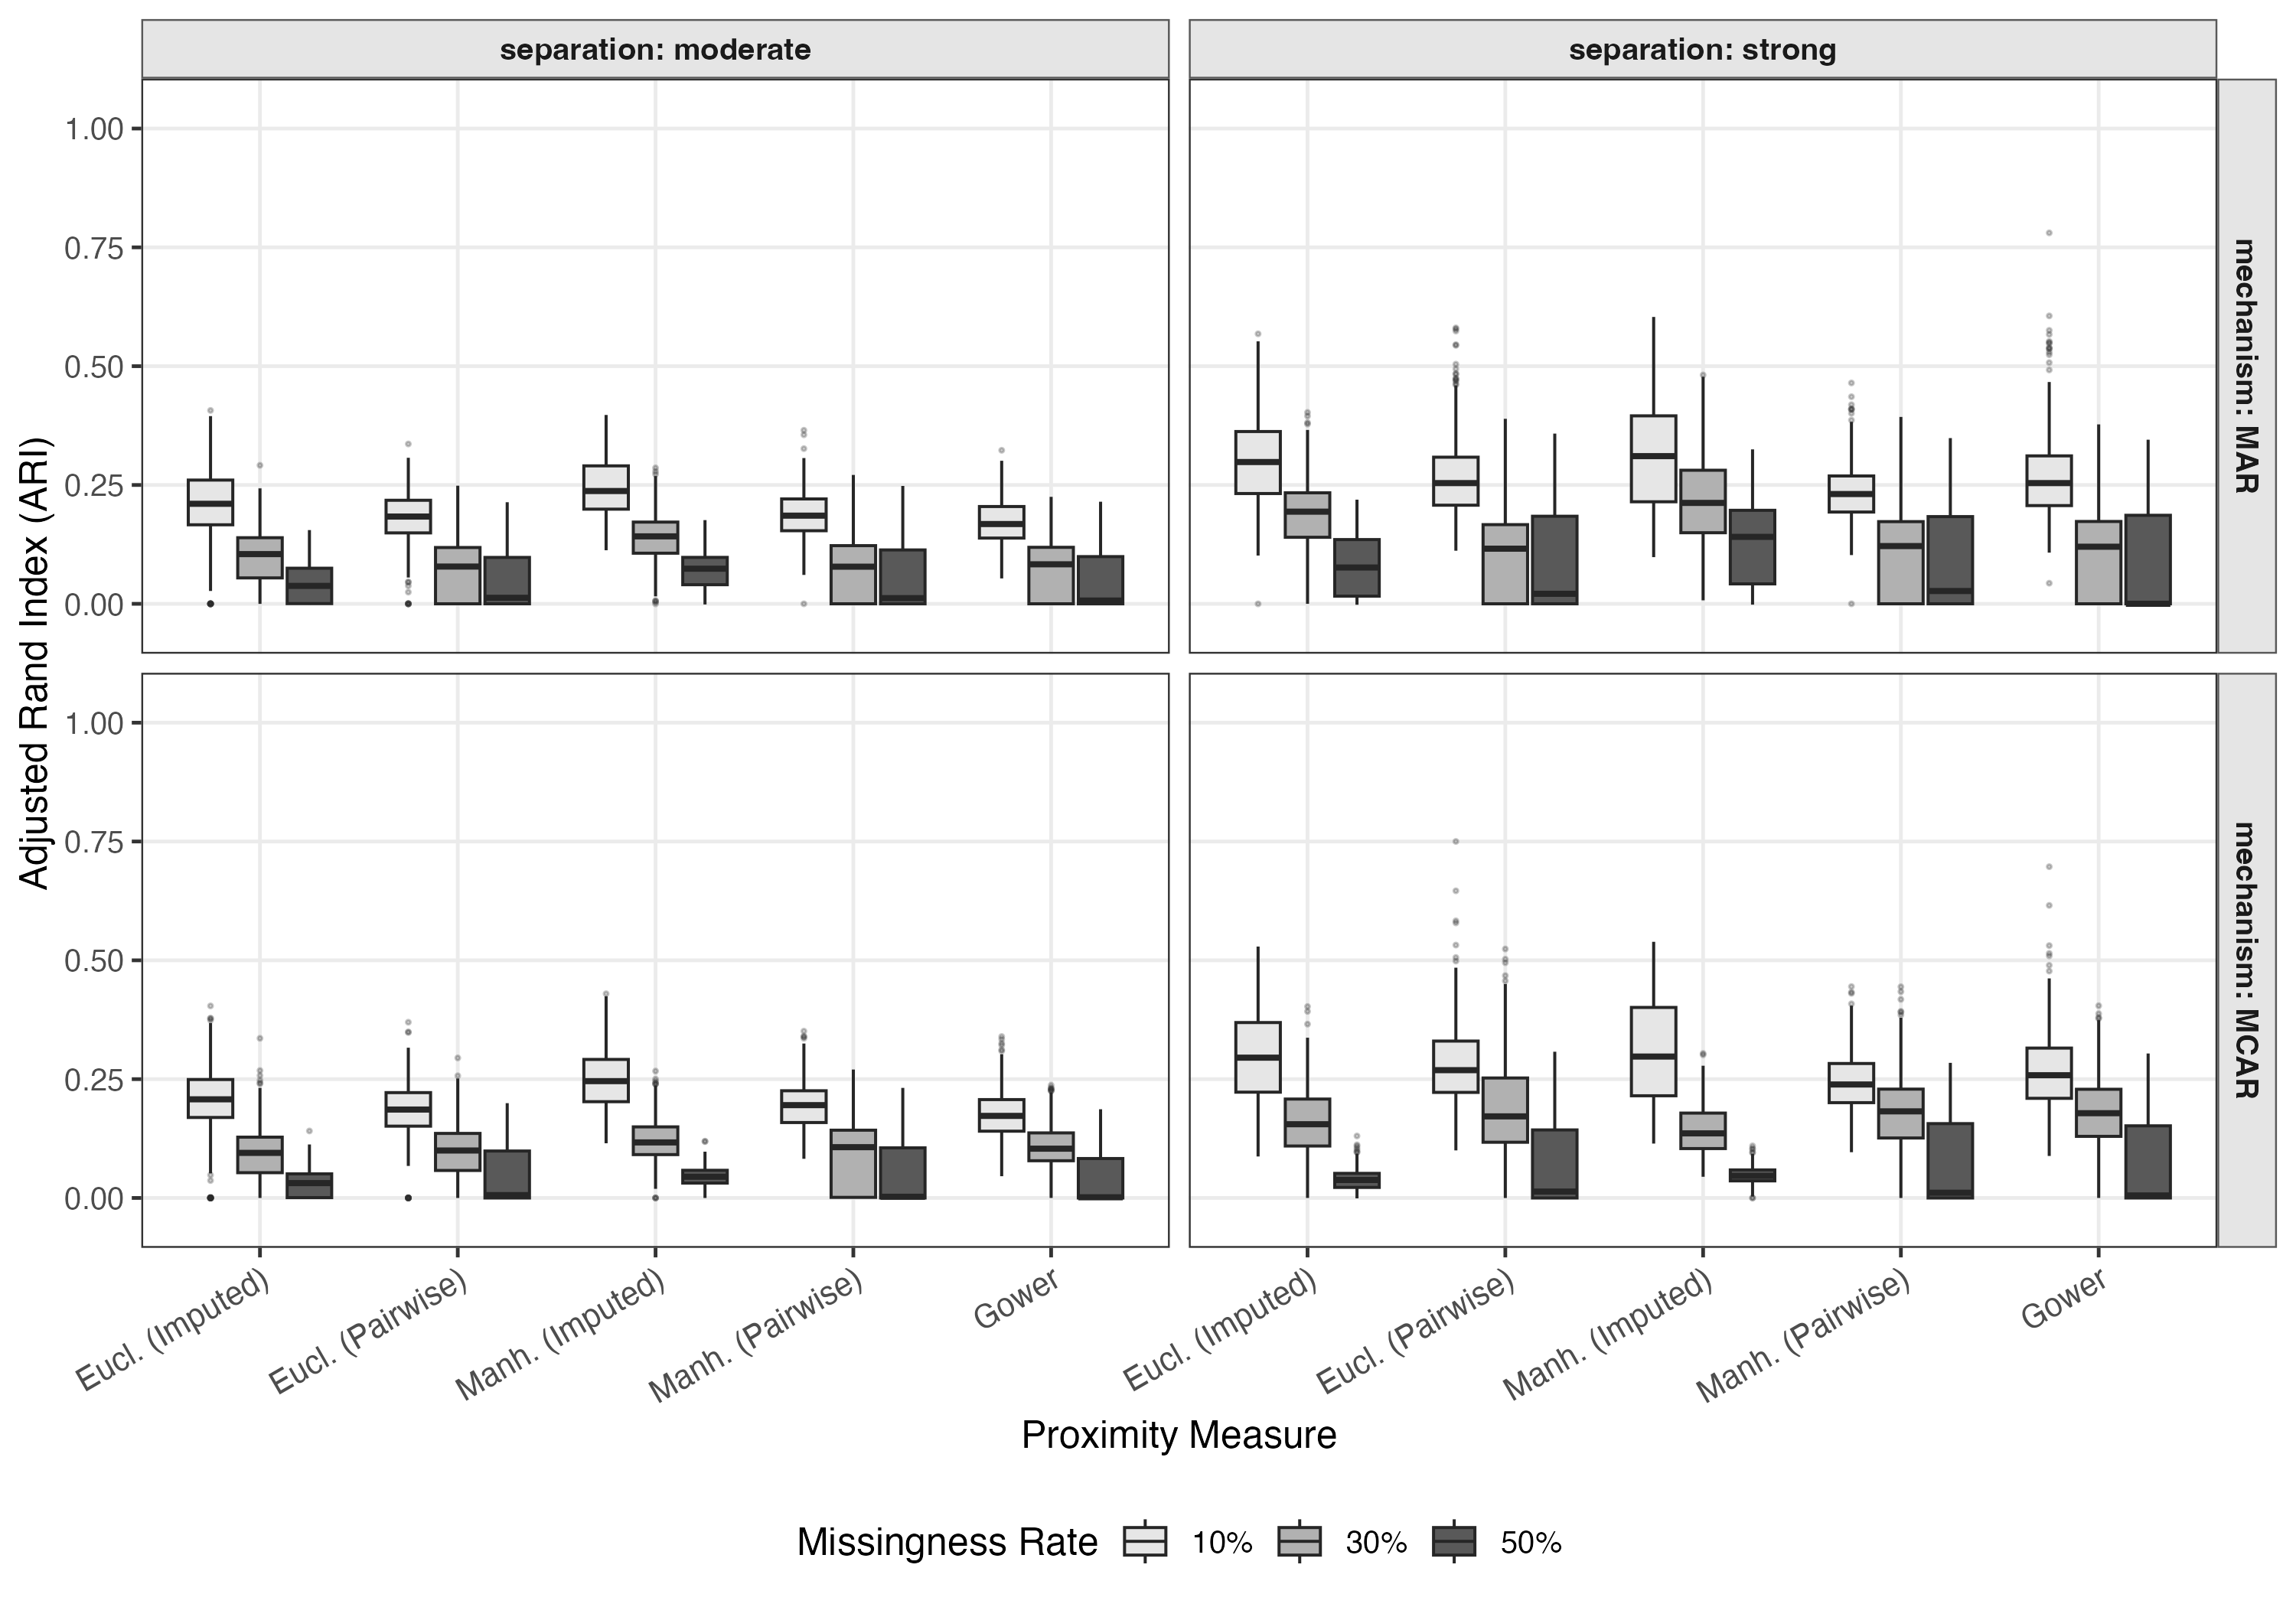 separation: moderate
separation: strong
mechanism: MAR
1.00
0.75
0.50
0.25
0.00
mechanism: MCAR
1.00
0.75
0.50
0.25
0.00
Adjusted Rand Index (ARI)
Eucl. (Imputed)
Eucl. (Pairwise)
Manh. (Imputed)
Manh. (Pairwise)
Gower
Eucl. (Imputed)
Eucl. (Pairwise)
Manh. (Imputed)
Manh. (Pairwise)
Gower
Proximity Measure
Missingness Rate 10% 30% 50%